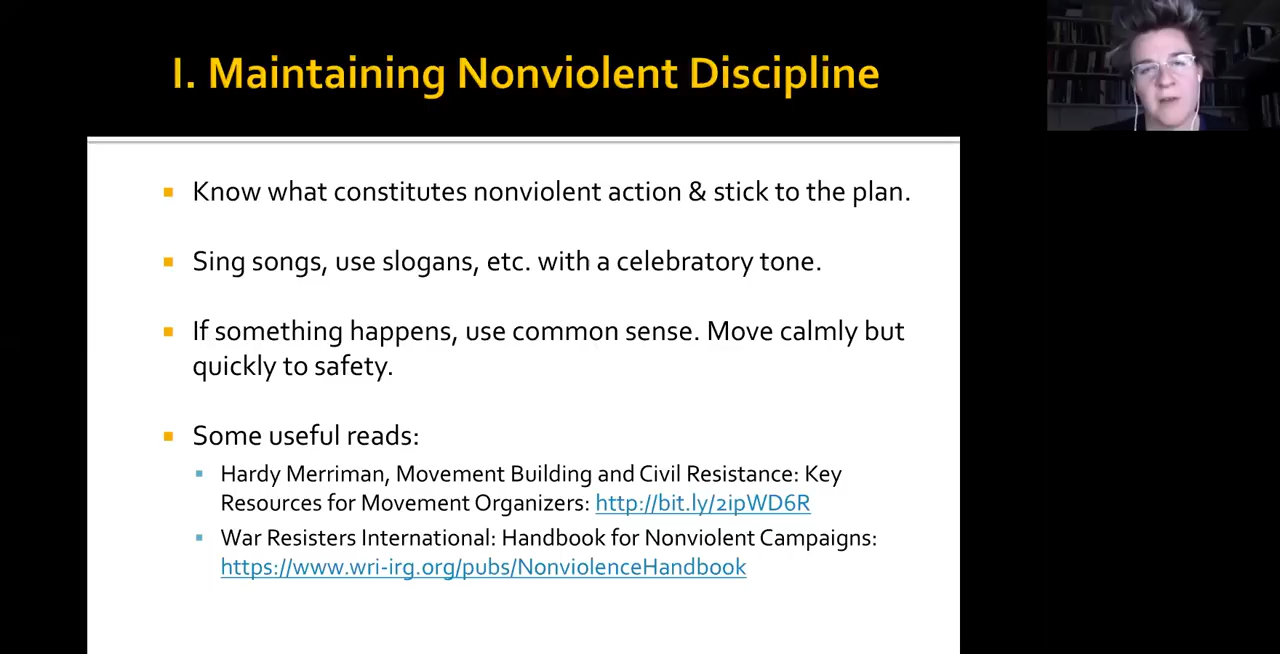 I. Maintaining Nonviolent Discipline
Know what constitutes nonviolent action & stick to the plan.
Sing songs, use slogans, etc. with a celebratory tone.
If something happens, use common sense. Move calmly but
quickly to safety.
Some useful reads:
Hardy Merriman, Movement Building and Civil Resistance: Key
Resources for Movement Organizers: http://bit.ly/2ipWD6R
War Resisters International: Handbook for Nonviolent Campaigns:
https://www.wri-irg.org/pubs/NonviolenceHandbook